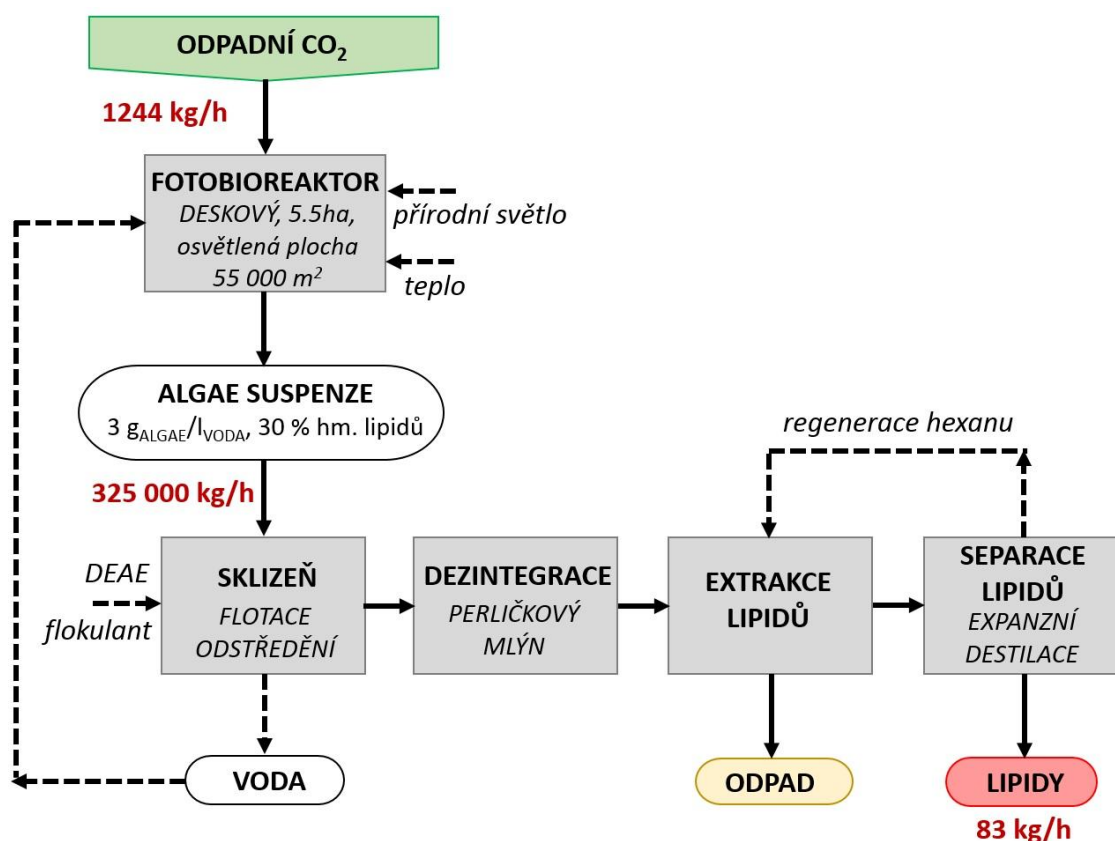 ODPADNÍ CO₂
1244 kg/h
FOTOBIOREAKTOR
DESKOVÝ, 5.5ha,
osvětlená plocha
55 000 m²
přírodní světlo
teplo
ALGAE SUSPENZE
3 g_ALGAE/l_VODA, 30 % hm. lipidů
325 000 kg/h
regenerace hexanu
DEAE
flokulant
SKLIZEŇ
FLOTACE
ODSTŘEDĚNÍ
DEZINTEGRACE
PERLIČKOVÝ
MLÝN
EXTRAKCE
LIPIDŮ
SEPARACE
LIPIDŮ
EXPANZNÍ
DESTILACE
VODA
ODPAD
LIPIDY
83 kg/h